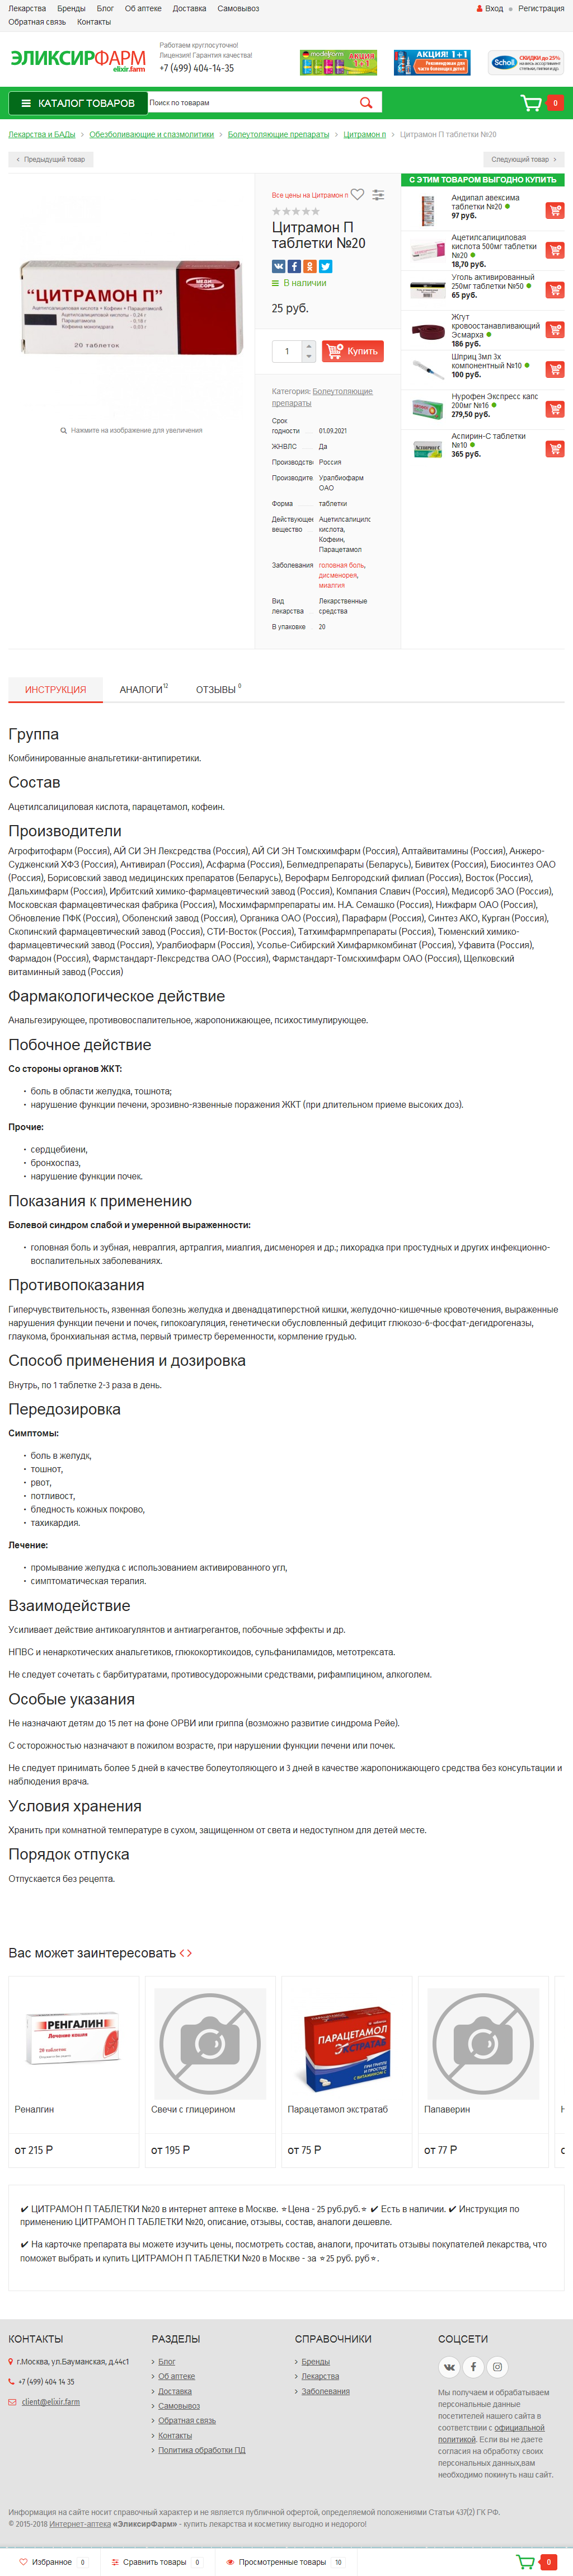 Лекарства Бренды Блог Об аптеке Доставка Самовывоз
Вход Регистрация
Обратная связь Контакты
ЭЛИКСИРФАРМ
elixir.farm
Работаем круглосуточно!
Лицензия! Гарантия качества!
+7 (499) 404-14-35
АКЦИЯ
1+1
АКЦИЯ! 1+1
Scholl
СКИДКИ до 25%
КАТАЛОГ ТОВАРОВ
Поиск по товарам
0
Лекарства и БАДы > Обезболивающие и спазмолитики > Болеутоляющие препараты > Цитрамон п > Цитрамон П таблетки №20
Предыдущий товар
Следующий товар
"ЦИТРАМОН П"
20 таблеток
Нажмите на изображение для увеличения
Все цены на Цитрамон п
Цитрамон П
таблетки №20
В наличии
25 руб.
1
Купить
Категория: Болеутоляющие
препараты
Срок
годности 01.09.2021
ЖНВЛС Да
Производство Россия
Производите Уралбиофарм
ОАО
Форма таблетки
Действующее Ацетилсалицило
вещество кислота,
Кофеин,
Парацетамол
Заболевания головная боль,
дисменорея,
миалгия
Вид Лекарственные
лекарства средства
В упаковке 20
С ЭТИМ ТОВАРОМ ВЫГОДНО КУПИТЬ
Андипал авексима
таблетки №20
97 руб.
Ацетилсалициловая
кислота 500мг таблетки
№20
18,70 руб.
Уголь активированный
250мг таблетки №50
65 руб.
Жгут
кровоостанавливающий
Эсмарха
186 руб.
Шприц 3мл 3х
компонентный №10
100 руб.
Нурофен Экспресс капс
200мг №16
279,50 руб.
Аспирин-С таблетки
№10
365 руб.
ИНСТРУКЦИЯ АНАЛОГИ 12 ОТЗЫВЫ 0
Группа
Комбинированные анальгетики-антипиретики.
Состав
Ацетилсалициловая кислота, парацетамол, кофеин.
Производители
Агрофитофарм (Россия), АЙ СИ ЭН Лексредства (Россия), АЙ СИ ЭН Томскхимфарм (Россия), Алтайвитамины (Россия), Анжеро-
Судженский ХФЗ (Россия), Антивирал (Россия), Асфарма (Россия), Белмедпрепараты (Беларусь), Бивитех (Россия), Биосинтез ОАО
(Россия), Борисовский завод медицинских препаратов (Беларусь), Верофарм Белгородский филиал (Россия), Восток (Россия),
Дальхимфарм (Россия), Ирбитский химико-фармацевтический завод (Россия), Компания Славич (Россия), Медисорб ЗАО (Россия),
Московская фармацевтическая фабрика (Россия), Мосхимфармпрепараты им. Н.А. Семашко (Россия), Нижфарм ОАО (Россия),
Обновление ПФК (Россия), Оболенский завод (Россия), Органика ОАО (Россия), Парафарм (Россия), Синтез АКО, Курган (Россия),
Скопинский фармацевтический завод (Россия), СТИ-Восток (Россия), Татхимфармпрепараты (Россия), Тюменский химико-
фармацевтический завод (Россия), Уралбиофарм (Россия), Усолье-Сибирский Химфармкомбинат (Россия), Уфавита (Россия),
Фармадон (Россия), Фармстандарт-Лексредства ОАО (Россия), Фармстандарт-Томскхимфарм ОАО (Россия), Щелковский
витаминный завод (Россия)
Фармакологическое действие
Анальгезирующее, противовоспалительное, жаропонижающее, психостимулирующее.
Побочное действие
Со стороны органов ЖКТ:
• боль в области желудка, тошнота;
• нарушение функции печени, эрозивно-язвенные поражения ЖКТ (при длительном приеме высоких доз).
Прочие:
• сердцебиени,
• бронхоспаз,
• нарушение функции почек.
Показания к применению
Болевой синдром слабой и умеренной выраженности:
• головная боль и зубная, невралгия, артралгия, миалгия, дисменорея и др.; лихорадка при простудных и других инфекционно-
воспалительных заболеваниях.
Противопоказания
Гиперчувствительность, язвенная болезнь желудка и двенадцатиперстной кишки, желудочно-кишечные кровотечения, выраженные
нарушения функции печени и почек, гипокоагуляция, генетически обусловленный дефицит глюкозо-6-фосфат-дегидрогеназы,
глаукома, бронхиальная астма, первый триместр беременности, кормление грудью.
Способ применения и дозировка
Внутрь, по 1 таблетке 2-3 раза в день.
Передозировка
Симптомы:
• боль в желудк,
• тошнот,
• рвот,
• потливост,
• бледность кожных покрово,
• тахикардия.
Лечение:
• промывание желудка с использованием активированного угл,
• симптоматическая терапия.
Взаимодействие
Усиливает действие антикоагулянтов и антиагрегантов, побочные эффекты и др.
НПВС и ненаркотических анальгетиков, глюкокортикоидов, сульфаниламидов, метотрексата.
Не следует сочетать с барбитуратами, противосудорожными средствами, рифампицином, алкоголем.
Особые указания
Не назначают детям до 15 лет на фоне ОРВИ или гриппа (возможно развитие синдрома Рейе).
С осторожностью назначают в пожилом возрасте, при нарушении функции печени или почек.
Не следует принимать более 5 дней в качестве болеутоляющего и 3 дней в качестве жаропонижающего средства без консультации и
наблюдения врача.
Условия хранения
Хранить при комнатной температуре в сухом, защищенном от света и недоступном для детей месте.
Порядок отпуска
Отпускается без рецепта.
Вас может заинтересовать
РЕНГАЛИН
ПАРАЦЕТАМОЛ
ЭКСТРАТАБ
Реналгин
Свечи с глицерином
Парацетамол экстратаб
Папаверин
от 215 Р
от 195 Р
от 75 Р
от 77 Р
✔ ЦИТРАМОН П ТАБЛЕТКИ №20 в интернет аптеке в Москве. ⭐Цена - 25 руб.руб.⭐ ✔ Есть в наличии. ✔ Инструкция по
применению ЦИТРАМОН П ТАБЛЕТКИ №20, описание, отзывы, состав, аналоги дешевле.
✔ На карточке препарата вы можете изучить цены, посмотреть состав, аналоги, прочитать отзывы покупателей лекарства, что
поможет выбрать и купить ЦИТРАМОН П ТАБЛЕТКИ №20 в Москве - за ⭐25 руб. руб⭐.
КОНТАКТЫ
г.Москва, ул.Бауманская, д.44с1
+7 (499) 404 14 35
client@elixir.farm
РАЗДЕЛЫ
Блог
Об аптеке
Доставка
Самовывоз
Обратная связь
Контакты
Политика обработки ПД
СПРАВОЧНИКИ
Бренды
Лекарства
Заболевания
СОЦСЕТИ
Мы получаем и обрабатываем
персональные данные
посетителей нашего сайта в
соответствии с официальной
политикой. Если вы не даете
согласия на обработку своих
персональных данных,вам
необходимо покинуть наш сайт.
Информация на сайте носит справочный характер и не является публичной офертой, определяемой положениями Статьи 437(2) ГК РФ.
© 2015-2018 Интернет-аптека «ЭликсирФарм» - купить лекарства и косметику выгодно и недорого!
Избранное 0 Сравнить товары 0 Просмотренные товары 10
0